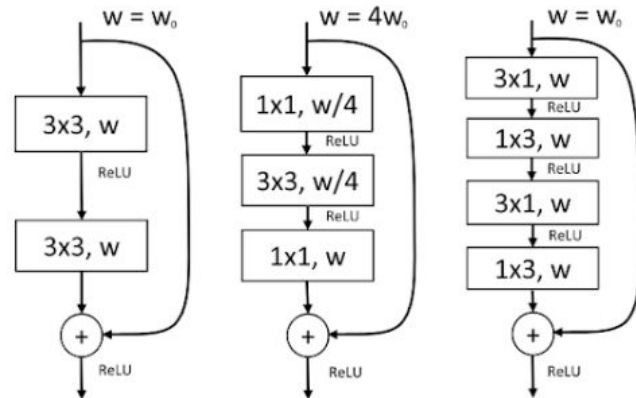 w = w₀
3x3, w
ReLU
3x3, w
+
ReLU
w = 4w₀
1x1, w/4
ReLU
3x3, w/4
ReLU
1x1, w
+
ReLU
w = w₀
3x1, w
ReLU
1x3, w
ReLU
3x1, w
ReLU
1x3, w
+
ReLU